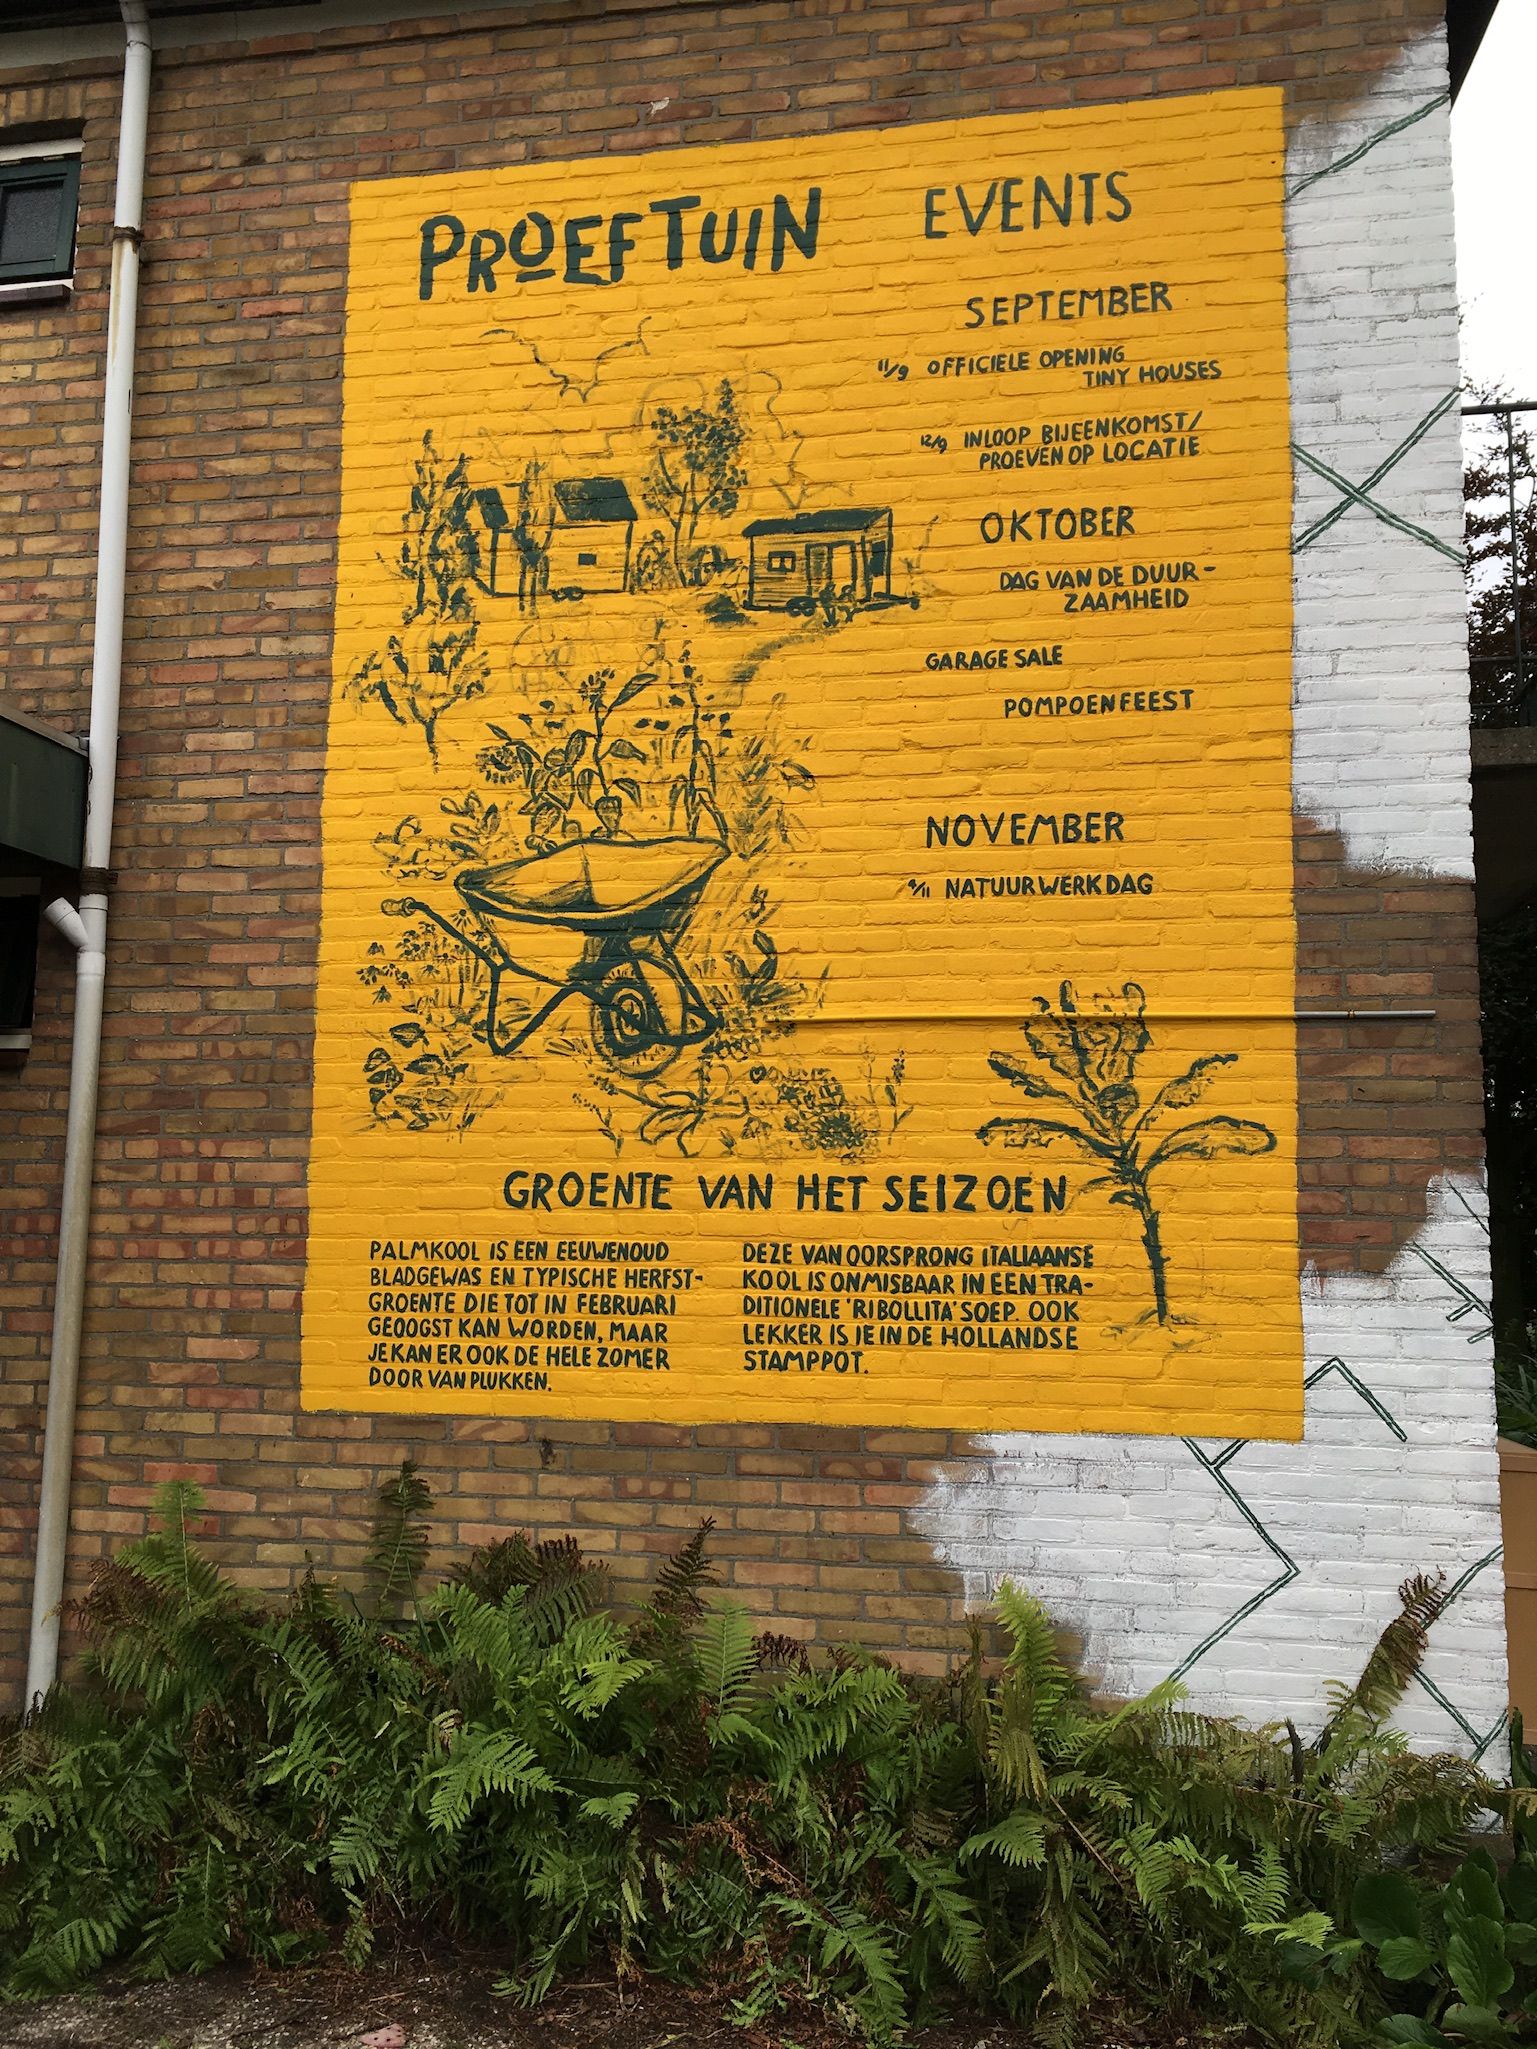 PROEFTUIN
EVENTS
SEPTEMBER
11/9 OFFICIELE OPENING
TINY HOUSES
12/9 INLOOP BIJEENKOMST/
PROEVEN OP LOCATIE
OKTOBER
DAG VAN DE DUUR-
ZAAMHEID
GARAGE SALE
POMPOENFEEST
NOVEMBER
9/11 NATUURWERKDAG
GROENTE VAN HET SEIZOEN
PALMKOOL IS EEN EEUWENOUD
BLADGEWAS EN TYPISCHE HERFST-
GROENTE DIE TOT IN FEBRUARI
GEOOGST KAN WORDEN, MAAR
JE KAN ER OOK DE HELE ZOMER
DOOR VAN PLUKKEN.
DEZE VAN OORSPRONG ITALIAANSE
KOOL IS ONMISBAAR IN EEN TRA-
DITIONELE 'RIBOLLITA' SOEP. OOK
LEKKER IS IE IN DE HOLLANDSE
STAMPPOT.